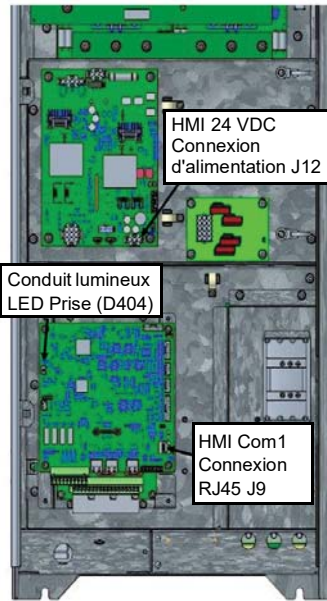 HMI 24 VDC
Connexion
d'alimentation J12
Conduit lumineux
LED Prise (D404)
HMI Com1
Connexion
RJ45 J9